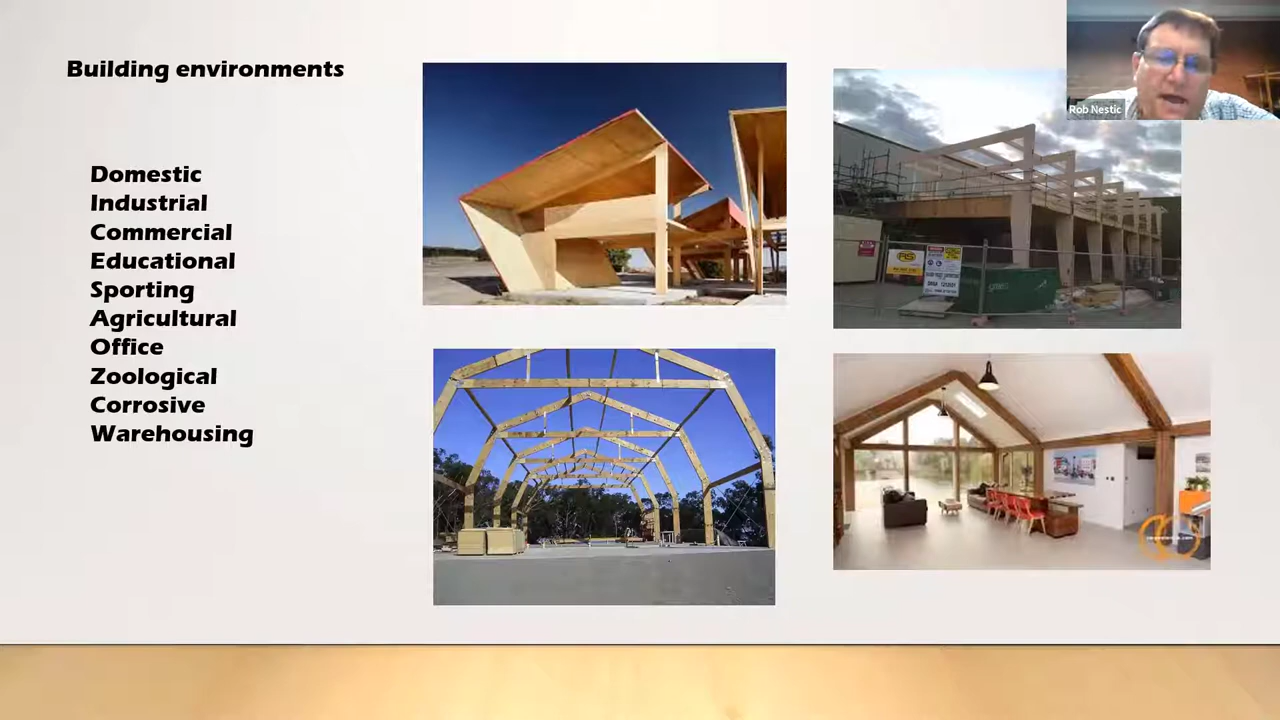 Building environments
Rob Nestic
Domestic
Industrial
Commercial
Educational
Sporting
Agricultural
Office
Zoological
Corrosive
Warehousing